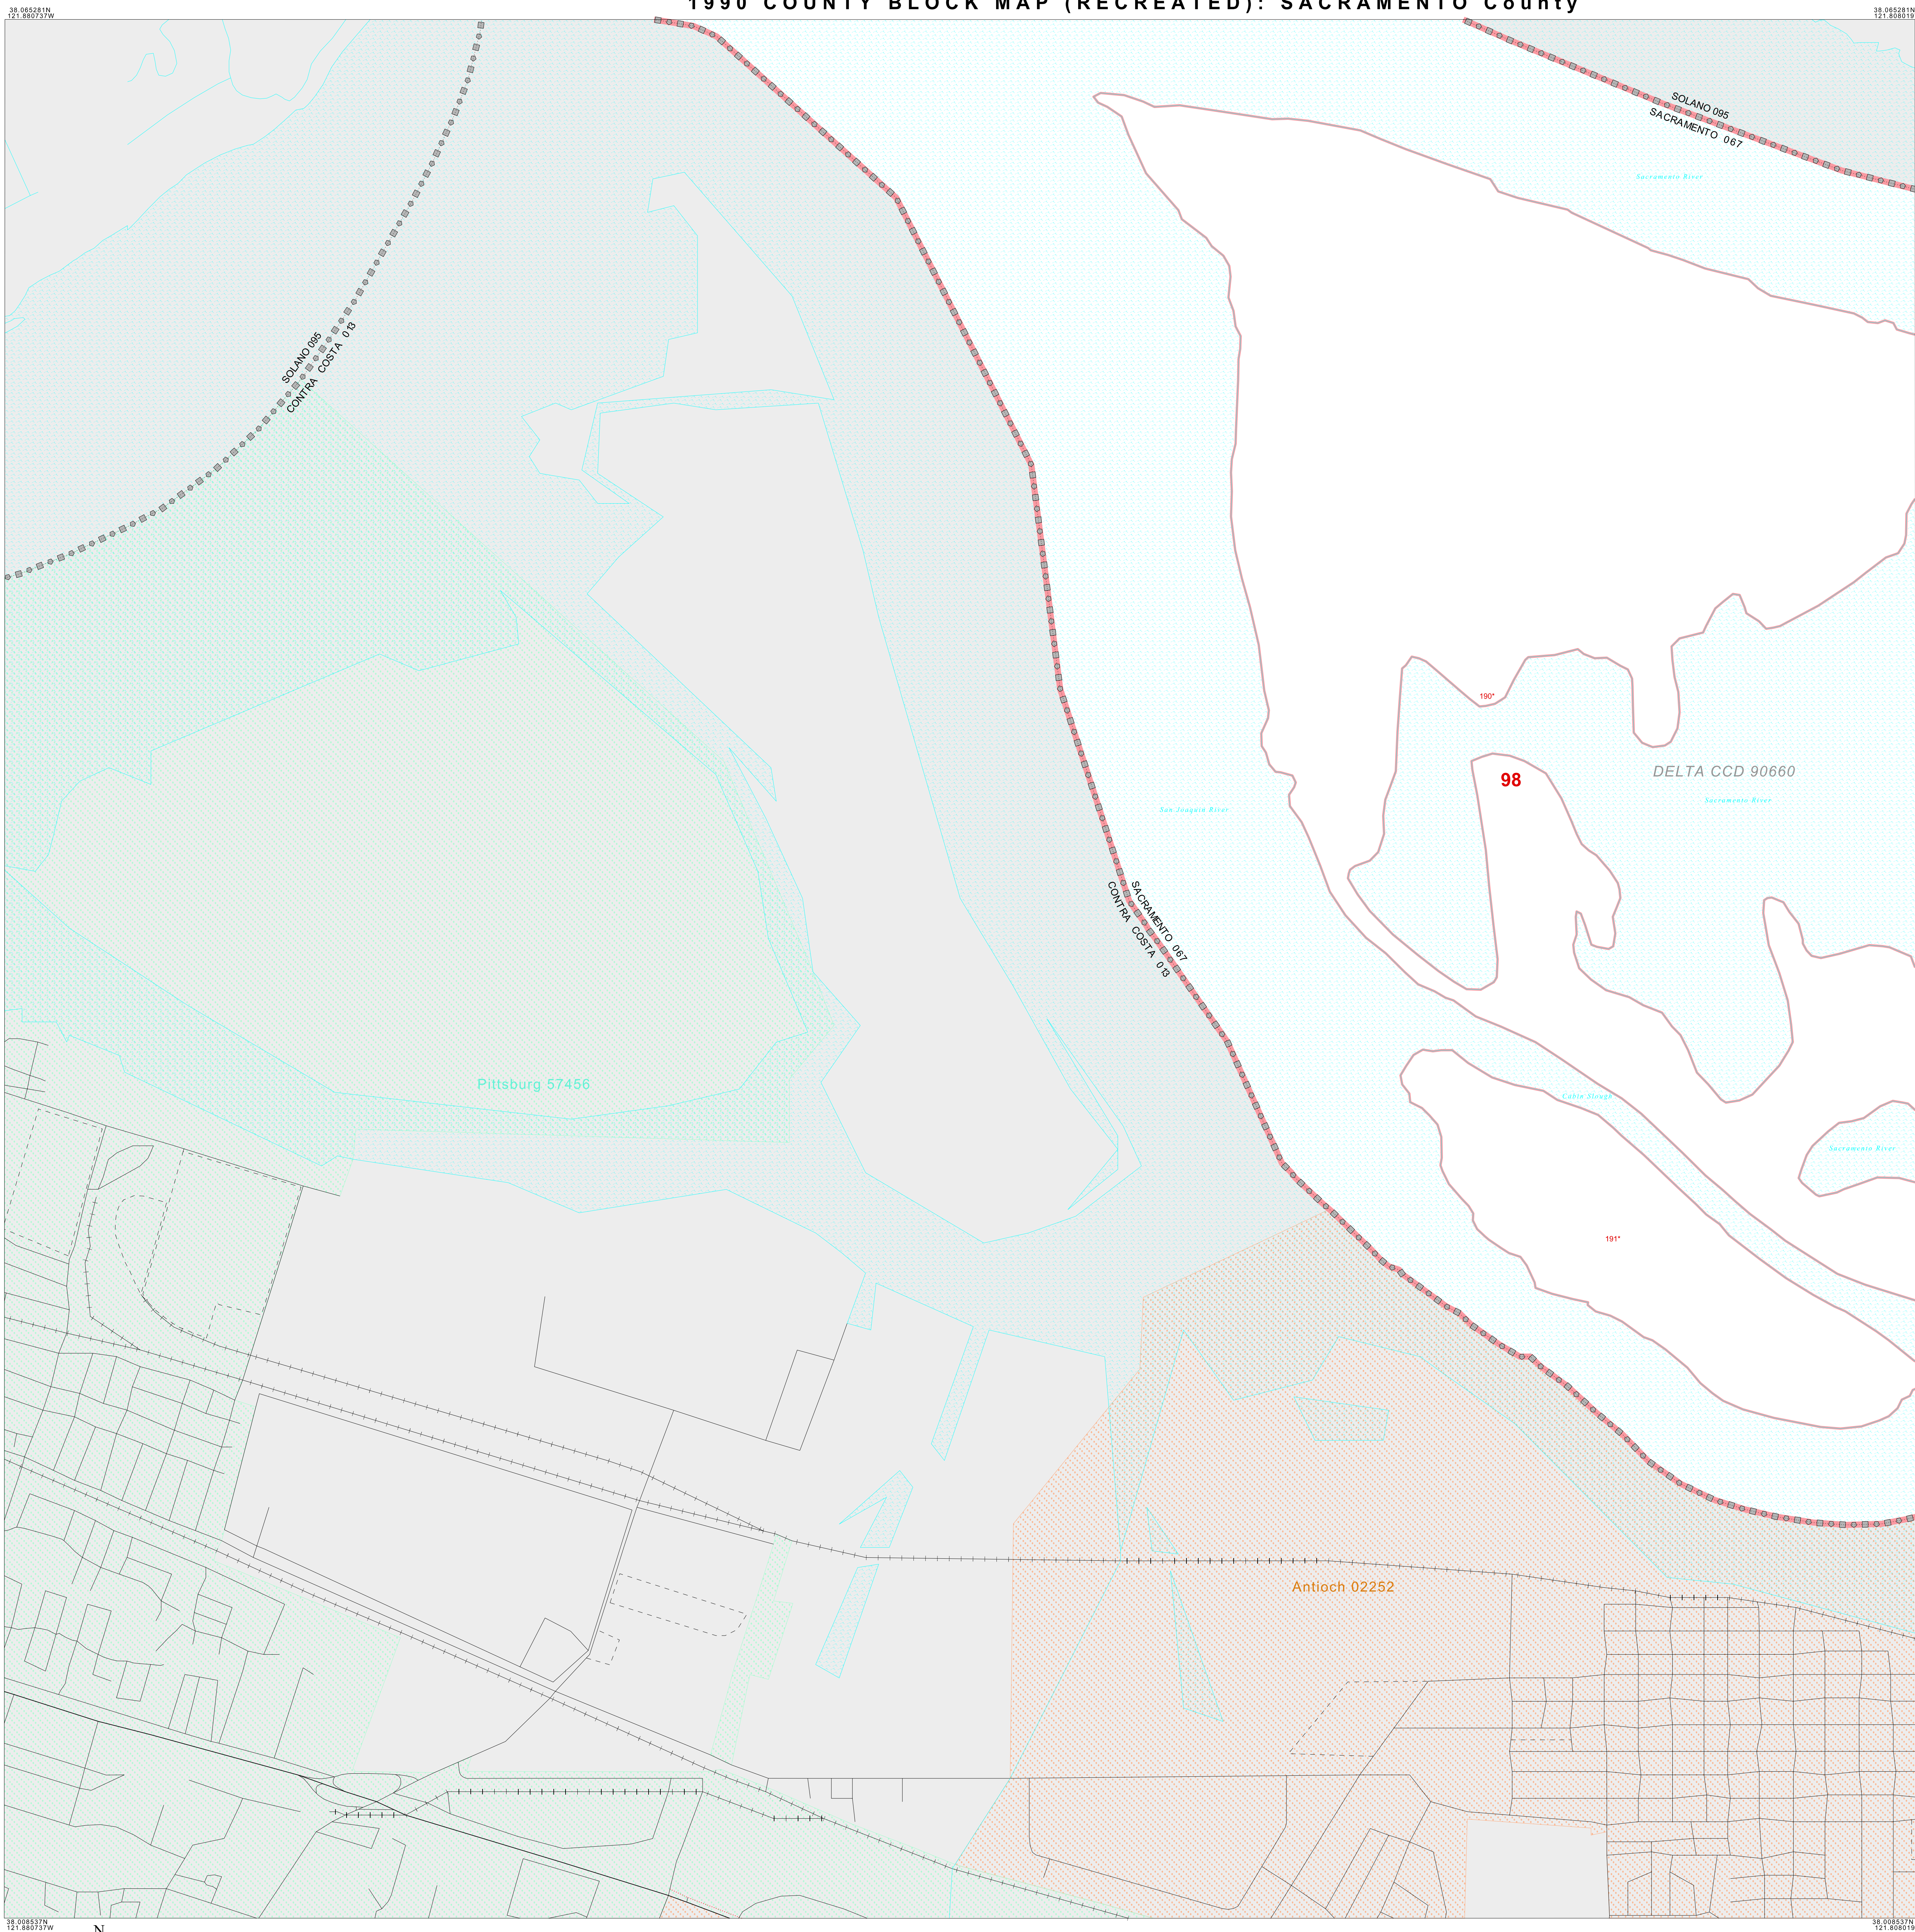 1990 COUNTY BLOCK MAP (RECREATED): SACRAMENTO County
38.065281N
121.880737W
38.065281N
121.808019
SOLANO 095
SACRAMENTO 067
Sacramento River
SOLANO 095
CONTRA COSTA 013
190*
98
DELTA CCD 90660
Sacramento River
San Joaquin River
SACRAMENTO 067
CONTRA COSTA 013
Pittsburg 57456
Cabin Slough
Sacramento River
191*
Antioch 02252
38.008537N
121.880737W
N
38.008537N
121.808019